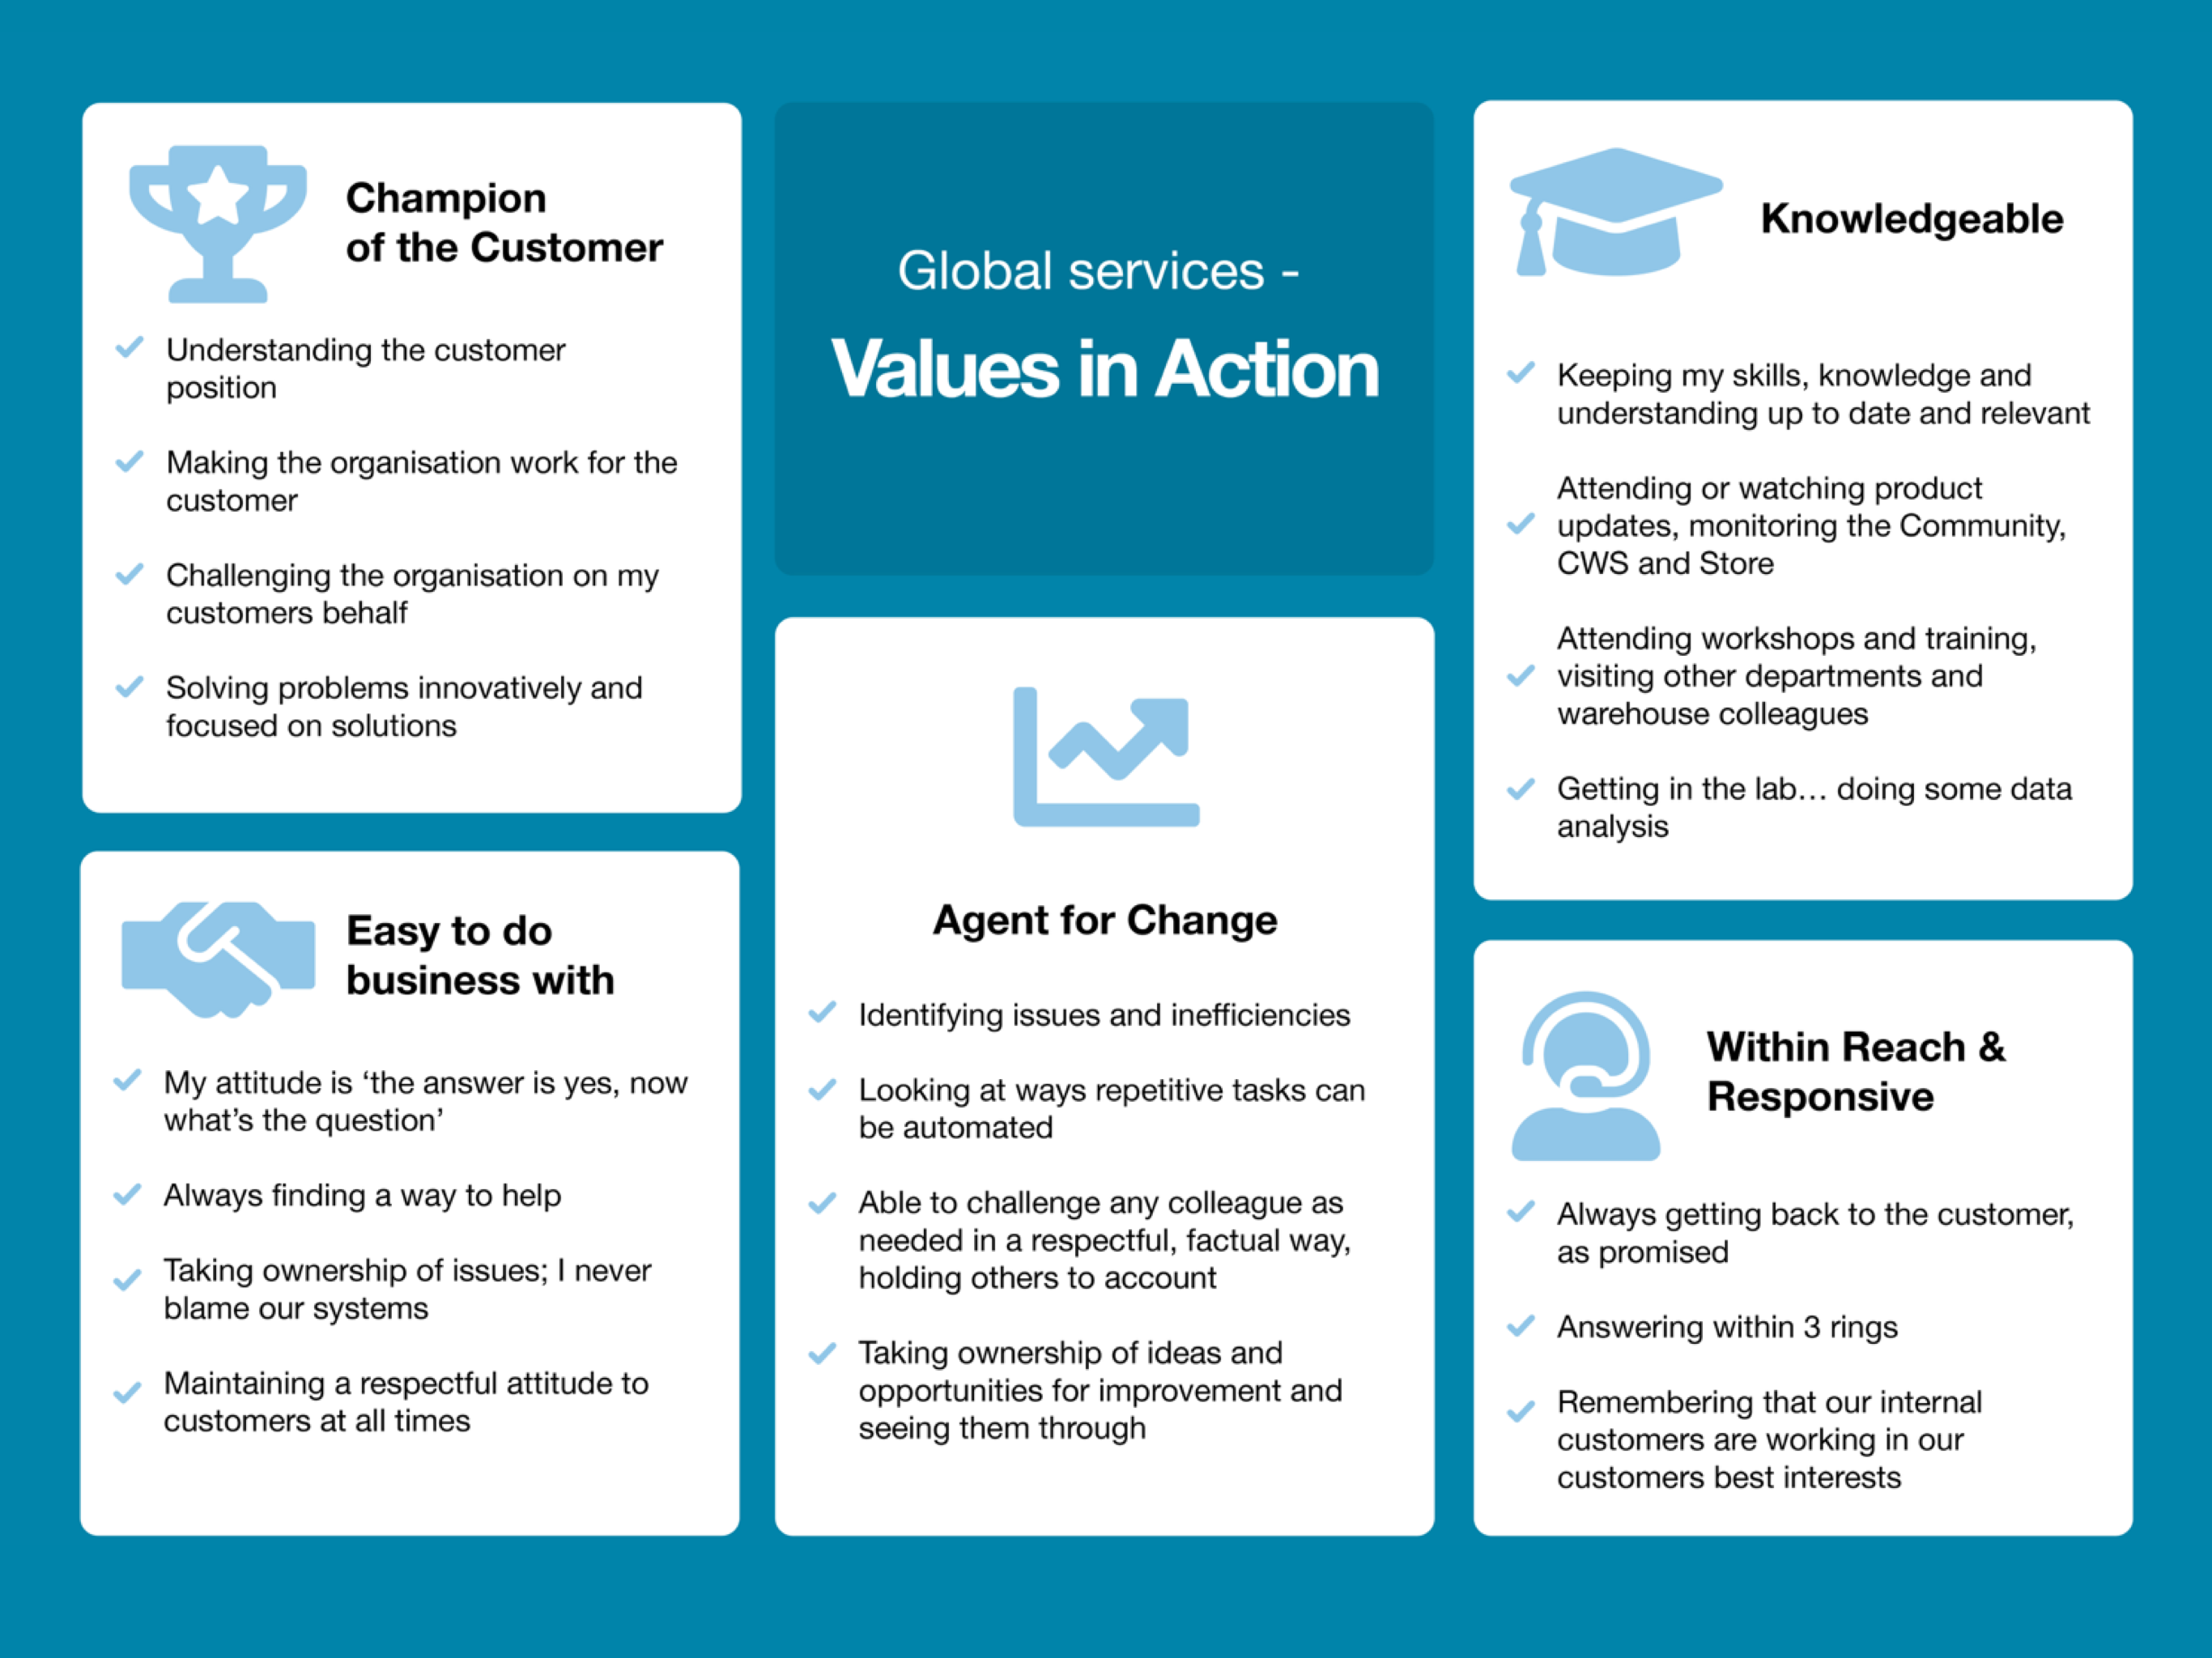 Champion
of the Customer
Understanding the customer
position
Making the organisation work for the
customer
Challenging the organisation on my
customers behalf
Solving problems innovatively and
focused on solutions
Easy to do
business with
My attitude is ‘the answer is yes, now
what’s the question’
Always finding a way to help
Taking ownership of issues; I never
blame our systems
Maintaining a respectful attitude to
customers at all times
Global services -
Values in Action
Agent for Change
Identifying issues and inefficiencies
Looking at ways repetitive tasks can
be automated
Able to challenge any colleague as
needed in a respectful, factual way,
holding others to account
Taking ownership of ideas and
opportunities for improvement and
seeing them through
Knowledgeable
Keeping my skills, knowledge and
understanding up to date and relevant
Attending or watching product
updates, monitoring the Community,
CWS and Store
Attending workshops and training,
visiting other departments and
warehouse colleagues
Getting in the lab… doing some data
analysis
Within Reach &
Responsive
Always getting back to the customer,
as promised
Answering within 3 rings
Remembering that our internal
customers are working in our
customers best interests